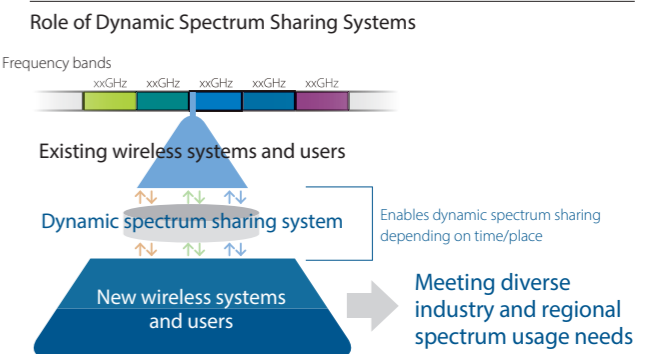 Role of Dynamic Spectrum Sharing Systems
Frequency bands
xxGHz xxGHz xxGHz xxGHz xxGHz
Existing wireless systems and users
Dynamic spectrum sharing system
Enables dynamic spectrum sharing
depending on time/place
New wireless systems
and users
Meeting diverse
industry and regional
spectrum usage needs